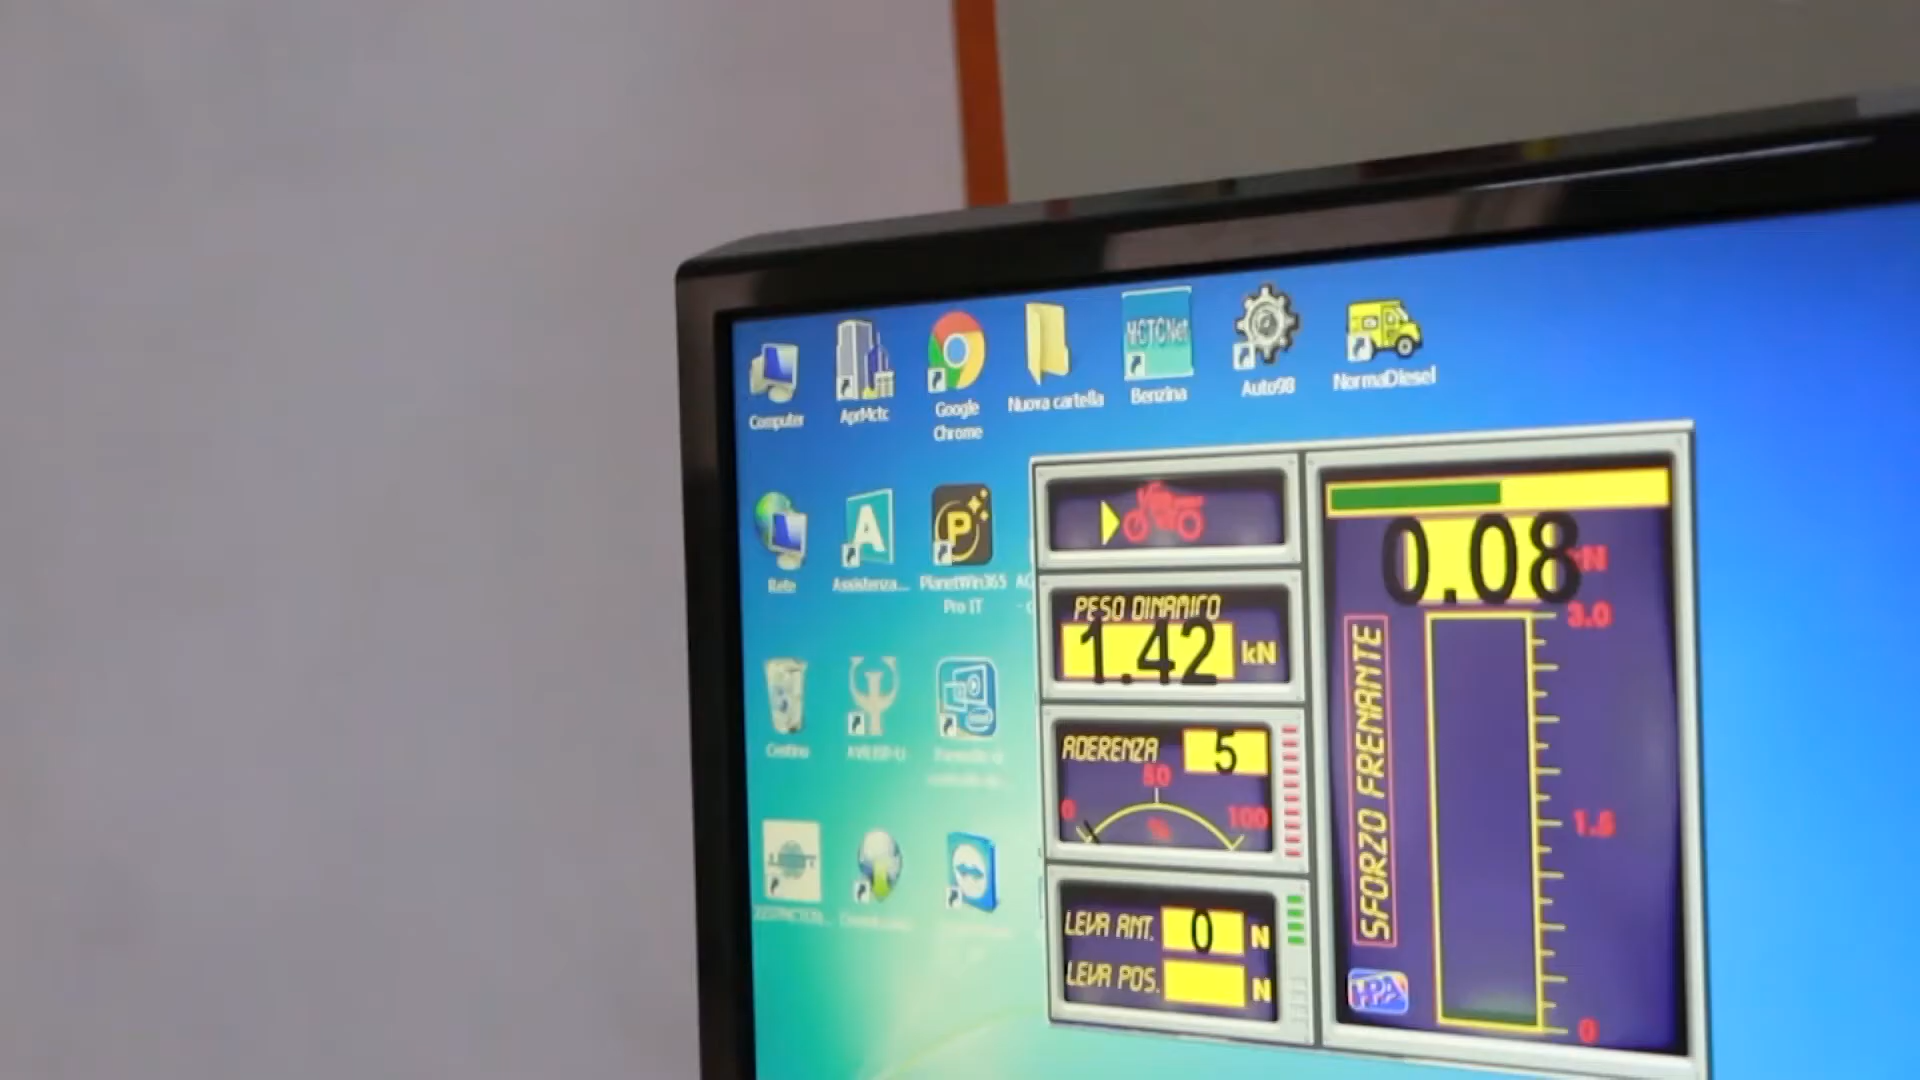 Computer
AprMctc
Google
Chrome
Nuova cartella
MCTCNet
Benzina
Auto98
NormaDiesel
Rete
A
Assistenza...
P
PlanetWin365
Pro IT
Cestino
PESO DINAMICO
1.42 kN
ADERENZA 5
0 50 100
%
LEVA ANT. 0 N
LEVA POS. N
0.08 kN
SFORZO FRENANTE
3.0
1.5
0
HPA